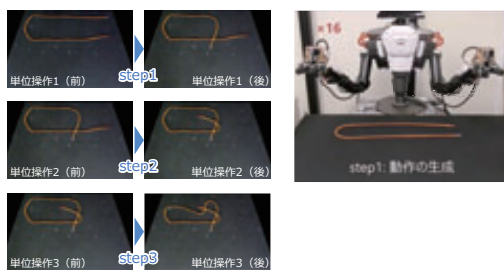 単位操作1（前）
step1
単位操作1（後）
単位操作2（前）
step2
単位操作2（後）
単位操作3（前）
step3
単位操作3（後）
×16
step1: 動作の生成